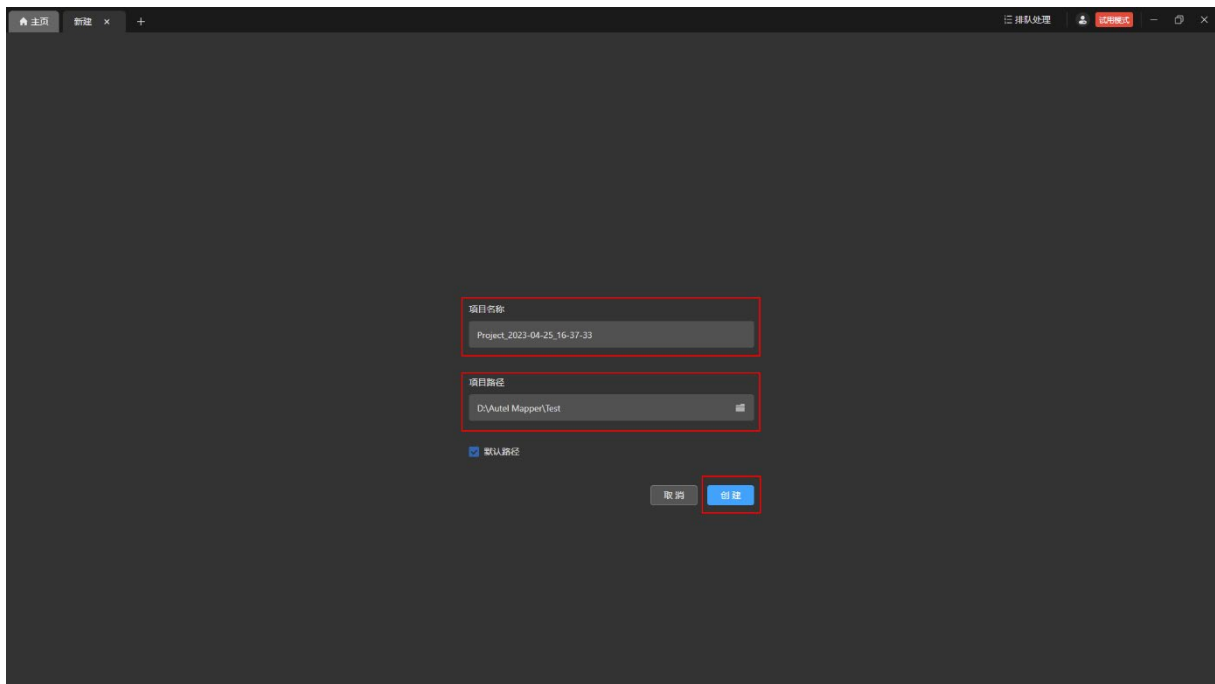 主页 新建 × + 排队处理 试用模式
项目名称
Project_2023-04-25_16-37-33
项目路径
D:\Autel Mapper\Test
默认路径
取消 创建